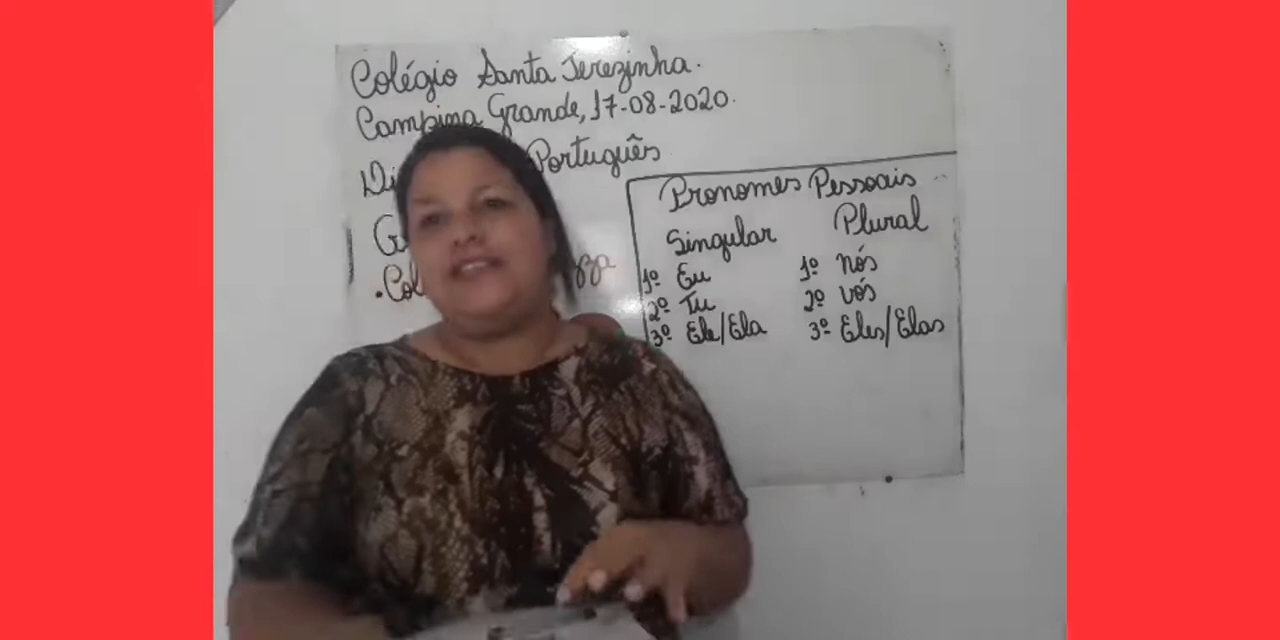 Colégio Santa Terezinha.
Campina Grande, 17-08-2020.
Português
Pronomes Pessoais
Singular Plural
1º Eu 1º nós
2º Tu 2º vós
3º Ele/Ela 3º Eles/Elas